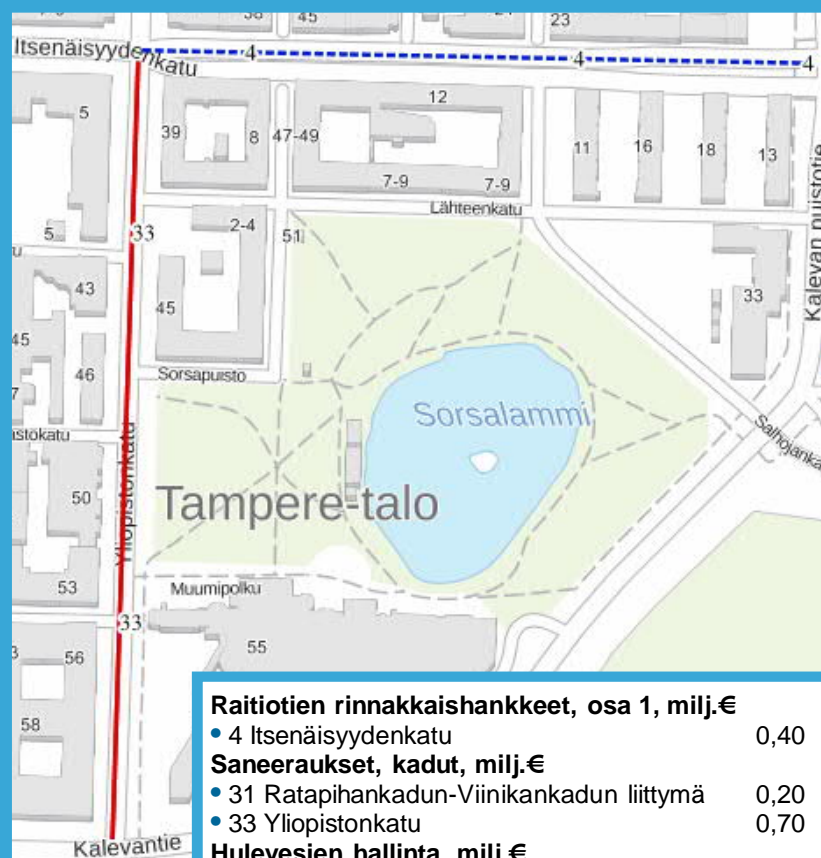 38
45
23
Itsenäisyydenkatu
4
4
4
5
39
8
47-49
12
11
16
18
13
7-9
7-9
Lähteenkatu
Kalevan puistotie
33
2-4
51
5
43
33
45
45
46
Sorsapuisto
Sorsalammi
Salhojanka
Yliopistonkatu
50
Tampere-talo
53
Muumipolku
33
55
56
58
Kalevantie
Raitiotien rinnakkaishankkeet, osa 1, milj.€
• 4 Itsenäisyydenkatu 0,40
Saneeraukset, kadut, milj.€
• 31 Ratapihankadun-Viinikankadun liittymä 0,20
• 33 Yliopistonkatu 0,70
Hulevesien hallinta, milj.€